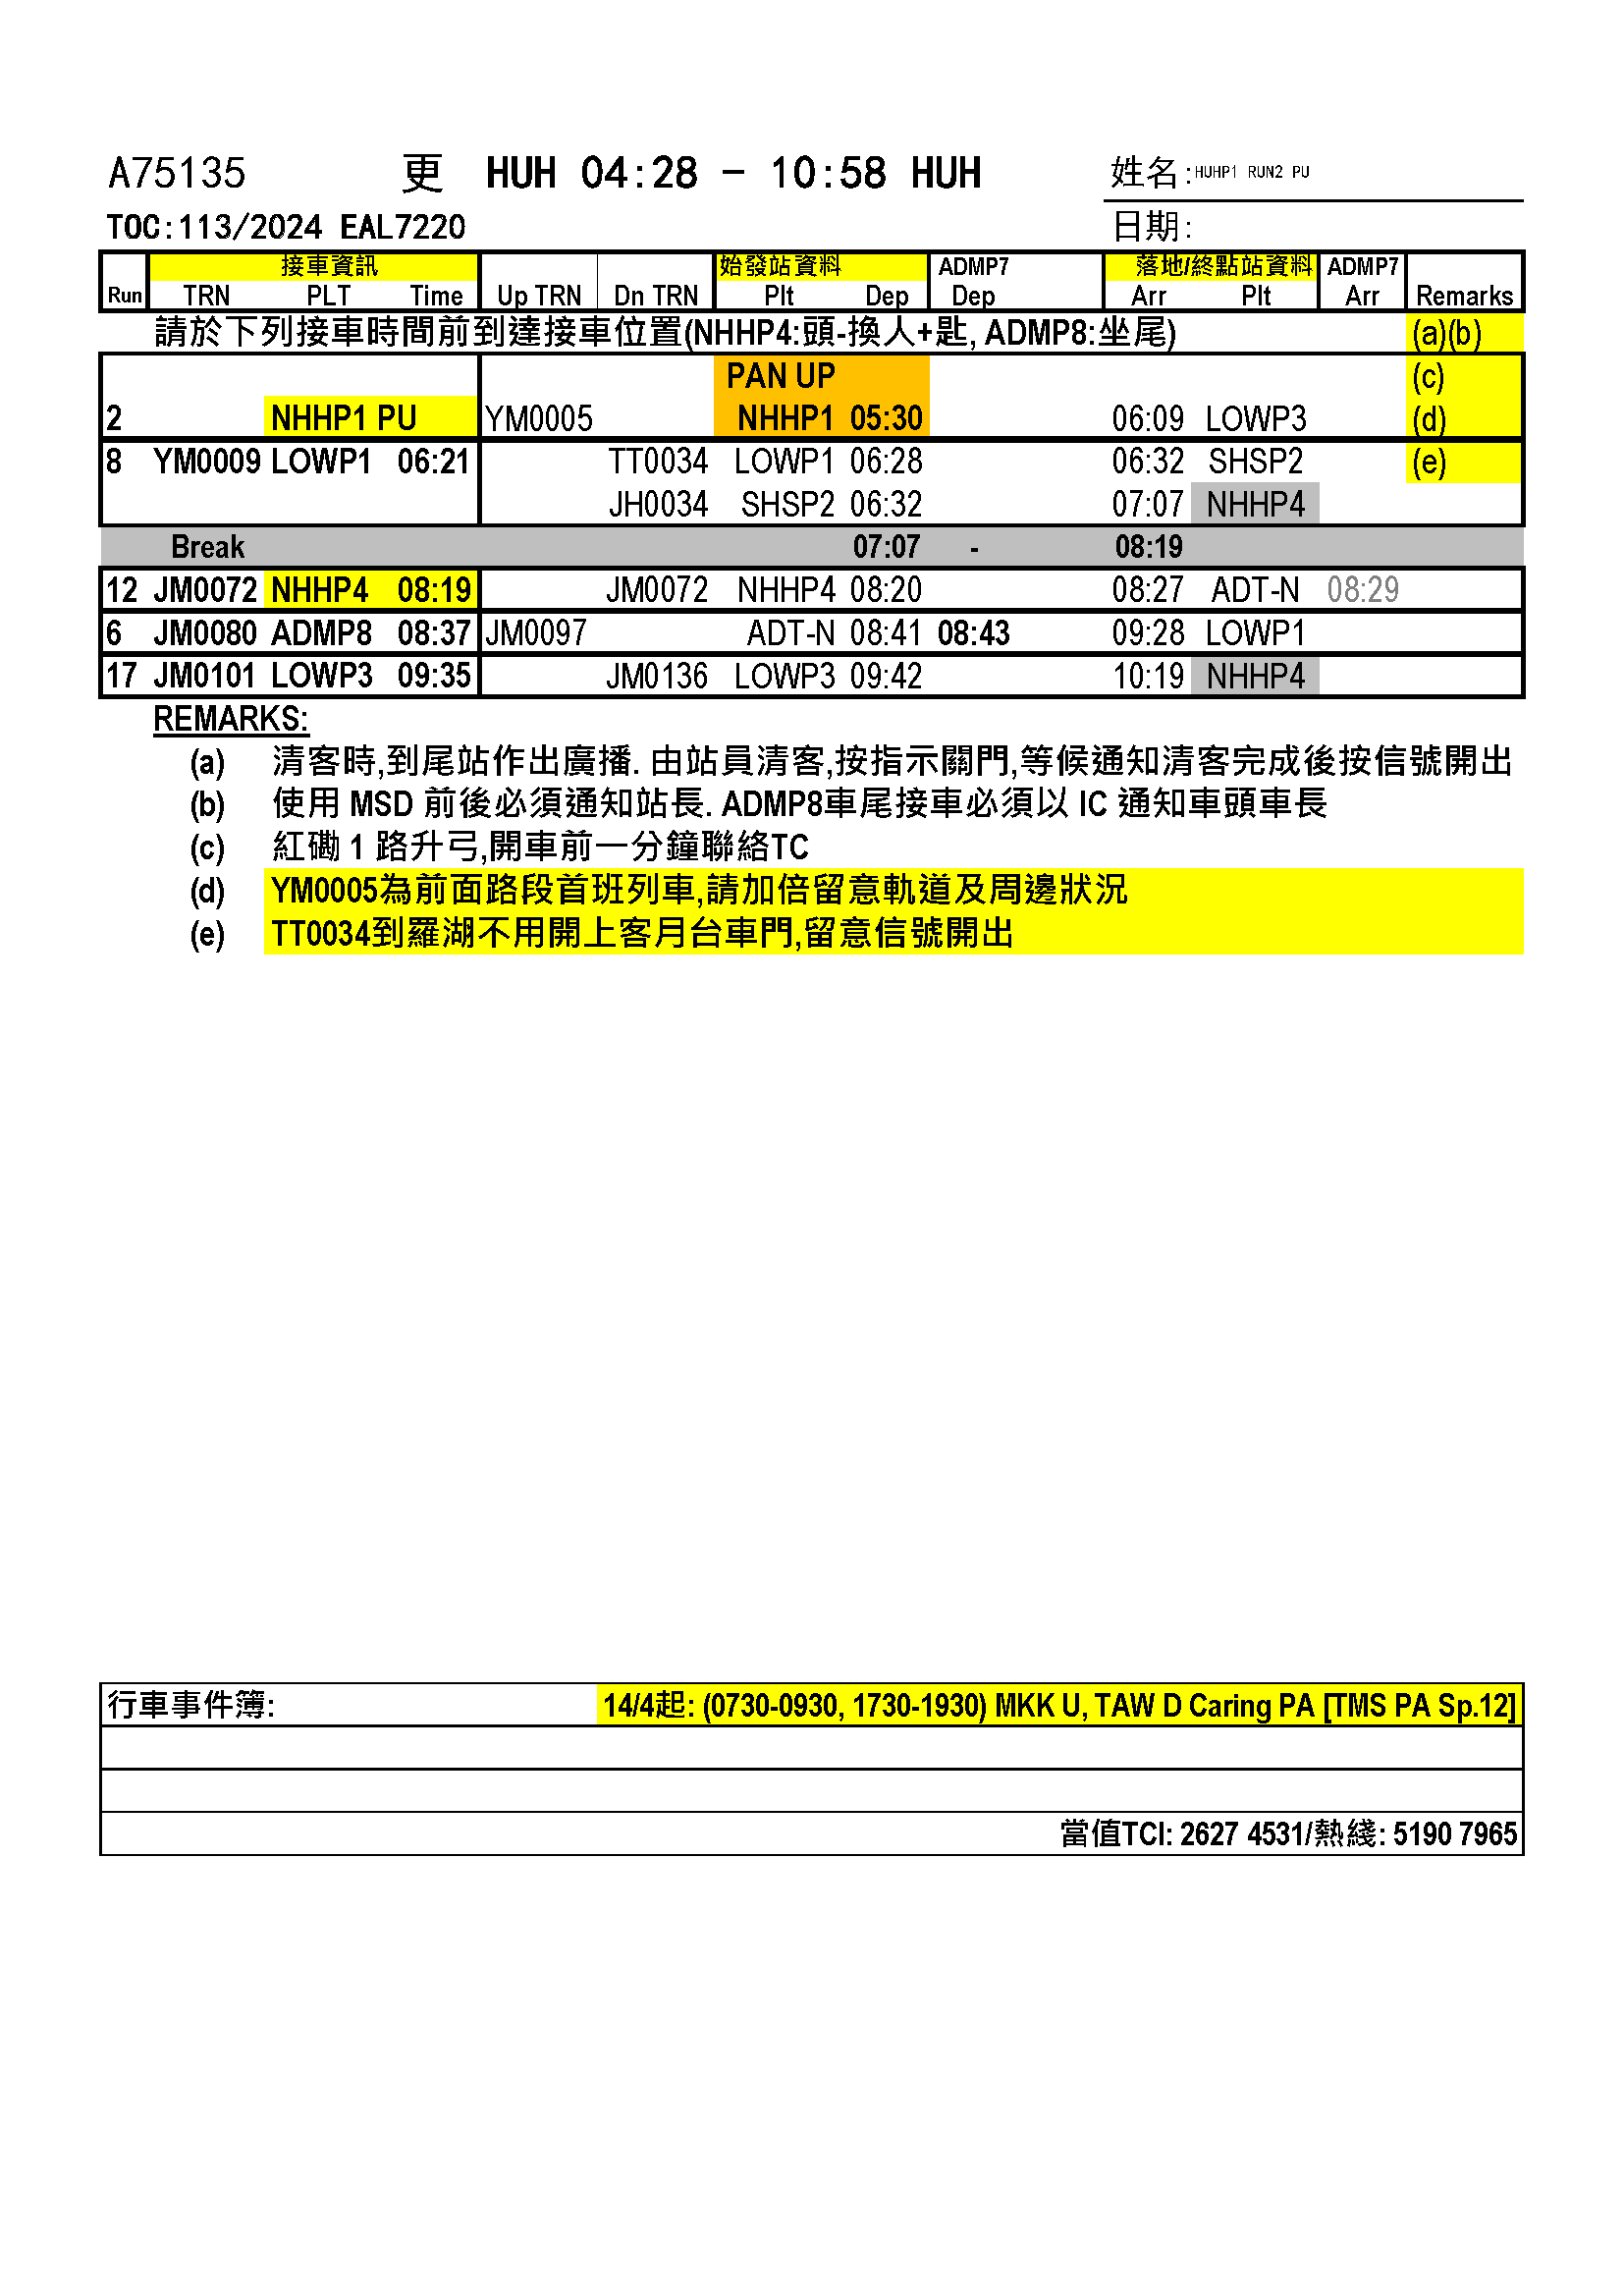 A75135 更 HUH 04:28 - 10:58 HUH 姓名:HUHP1 RUN2 PU
TOC:113/2024 EAL7220 日期:
接車資訊 始發站資料 ADMP7 落地/終點站資料 ADMP7
Run TRN PLT Time Up TRN Dn TRN Plt Dep Dep Arr Plt Arr Remarks
請於下列接車時間前到達接車位置(NHHP4:頭-換人+匙, ADMP8:坐尾) (a)(b)
PAN UP (c)
2 NHHP1 PU YM0005 NHHP1 05:30 06:09 LOWP3 (d)
8 YM0009 LOWP1 06:21 TT0034 LOWP1 06:28 06:32 SHSP2 (e)
JH0034 SHSP2 06:32 07:07 NHHP4
Break 07:07 - 08:19
12 JM0072 NHHP4 08:19 JM0072 NHHP4 08:20 08:27 ADT-N 08:29
6 JM0080 ADMP8 08:37 JM0097 ADT-N 08:41 08:43 09:28 LOWP1
17 JM0101 LOWP3 09:35 JM0136 LOWP3 09:42 10:19 NHHP4
REMARKS:
(a) 清客時,到尾站作出廣播. 由站員清客,按指示關門,等候通知清客完成後按信號開出
(b) 使用 MSD 前後必須通知站長. ADMP8車尾接車必須以 IC 通知車頭車長
(c) 紅磡 1 路升弓,開車前一分鐘聯絡TC
(d) YM0005為前面路段首班列車,請加倍留意軌道及周邊狀況
(e) TT0034到羅湖不用開上客月台車門,留意信號開出
行車事件簿: 14/4起: (0730-0930, 1730-1930) MKK U, TAW D Caring PA [TMS PA Sp.12]
當值TCI: 2627 4531/熱綫: 5190 7965